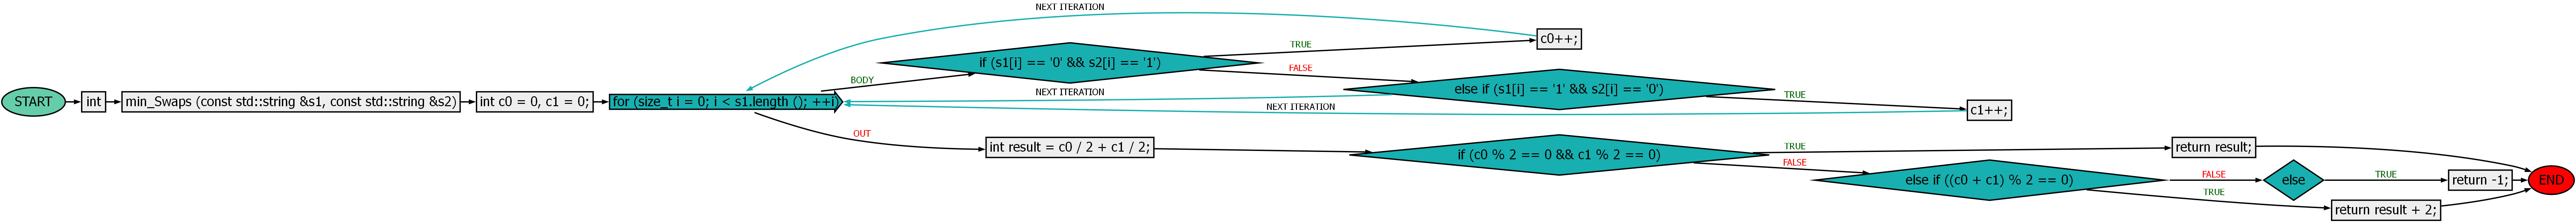 START
int
min_Swaps (const std::string &s1, const std::string &s2)
int c0 = 0, c1 = 0;
for (size_t i = 0; i < s1.length (); ++i)
NEXT ITERATION
BODY
if (s1[i] == '0' && s2[i] == '1')
TRUE
c0++;
FALSE
NEXT ITERATION
else if (s1[i] == '1' && s2[i] == '0')
NEXT ITERATION
TRUE
c1++;
OUT
int result = c0 / 2 + c1 / 2;
if (c0 % 2 == 0 && c1 % 2 == 0)
TRUE
return result;
FALSE
else if ((c0 + c1) % 2 == 0)
FALSE
else
TRUE
return -1;
TRUE
return result + 2;
END